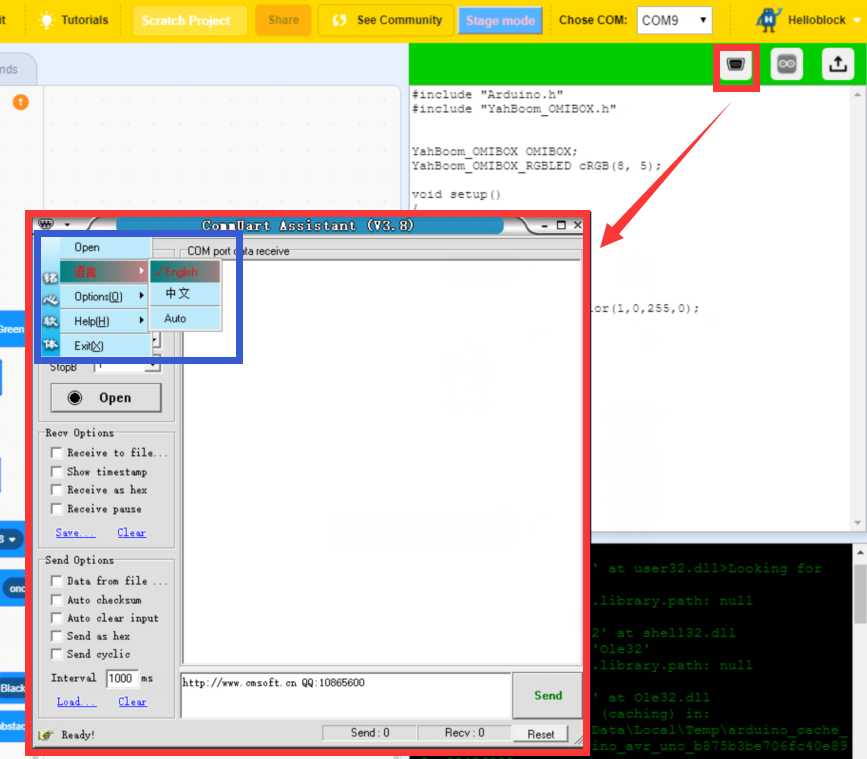 it
Tutorials
Scratch Project
Share
See Community
Stage mode
Chose COM:
COM9
Helloblock
nds
#include "Arduino.h"
#include "YahBoom_OMIBOX.h"
YahBoom_OMIBOX OMIBOX;
YahBoom_OMIBOX_RGBLED cRGB(8, 5);
void setup()
{
CommUart Assistant (V3.8)
Open
COM port data receive
语言
✓English
Options(O)
中文
Help(H)
Auto
Exit(X)
lor(1,0,255,0);
Green
StopB
1
Open
Recv Options
Receive to file...
Show timestamp
Receive as hex
Receive pause
Save...
Clear
Send Options
Data from file ...
Auto checksum
Auto clear input
Send as hex
Send cyclic
Interval 1000 ms
Load...
Clear
http://www.cmsoft.cn QQ:10865600
Send
Ready!
Send : 0
Recv : 0
Reset
onc
Black
obstac
' at user32.dll>Looking for
.library.path: null
2' at shell32.dll
'Ole32'
.library.path: null
' at Ole32.dll
(caching) in:
Data\Local\Temp\arduino_cache_
ino_avr_uno_b875b3be706fc40e89